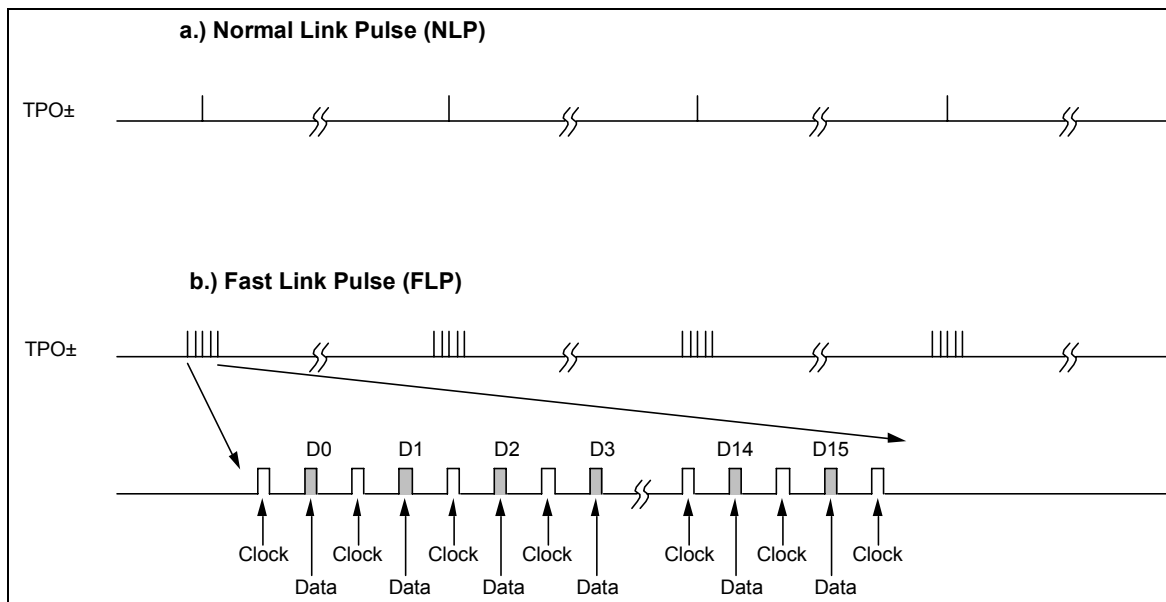 a.) Normal Link Pulse (NLP)
TPO±
b.) Fast Link Pulse (FLP)
TPO±
D0 D1 D2 D3 D14 D15
Clock Clock Clock Clock Clock Clock Clock
Data Data Data Data Data Data